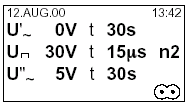 12.AUG.00 13:42
U'~ 0V t 30s
U⊓ 30V t 15µs n2
U"~ 5V t 30s